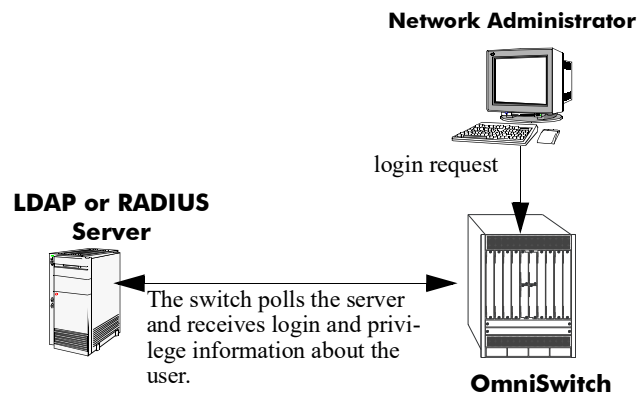 Network Administrator
login request
LDAP or RADIUS
Server
The switch polls the server
and receives login and privi-
lege information about the
user.
OmniSwitch